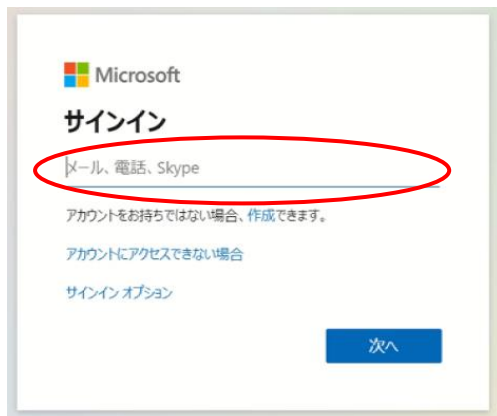 Microsoft
サインイン
メール、電話、Skype
アカウントをお持ちではない場合、作成できます。
アカウントにアクセスできない場合
サインイン オプション
次へ